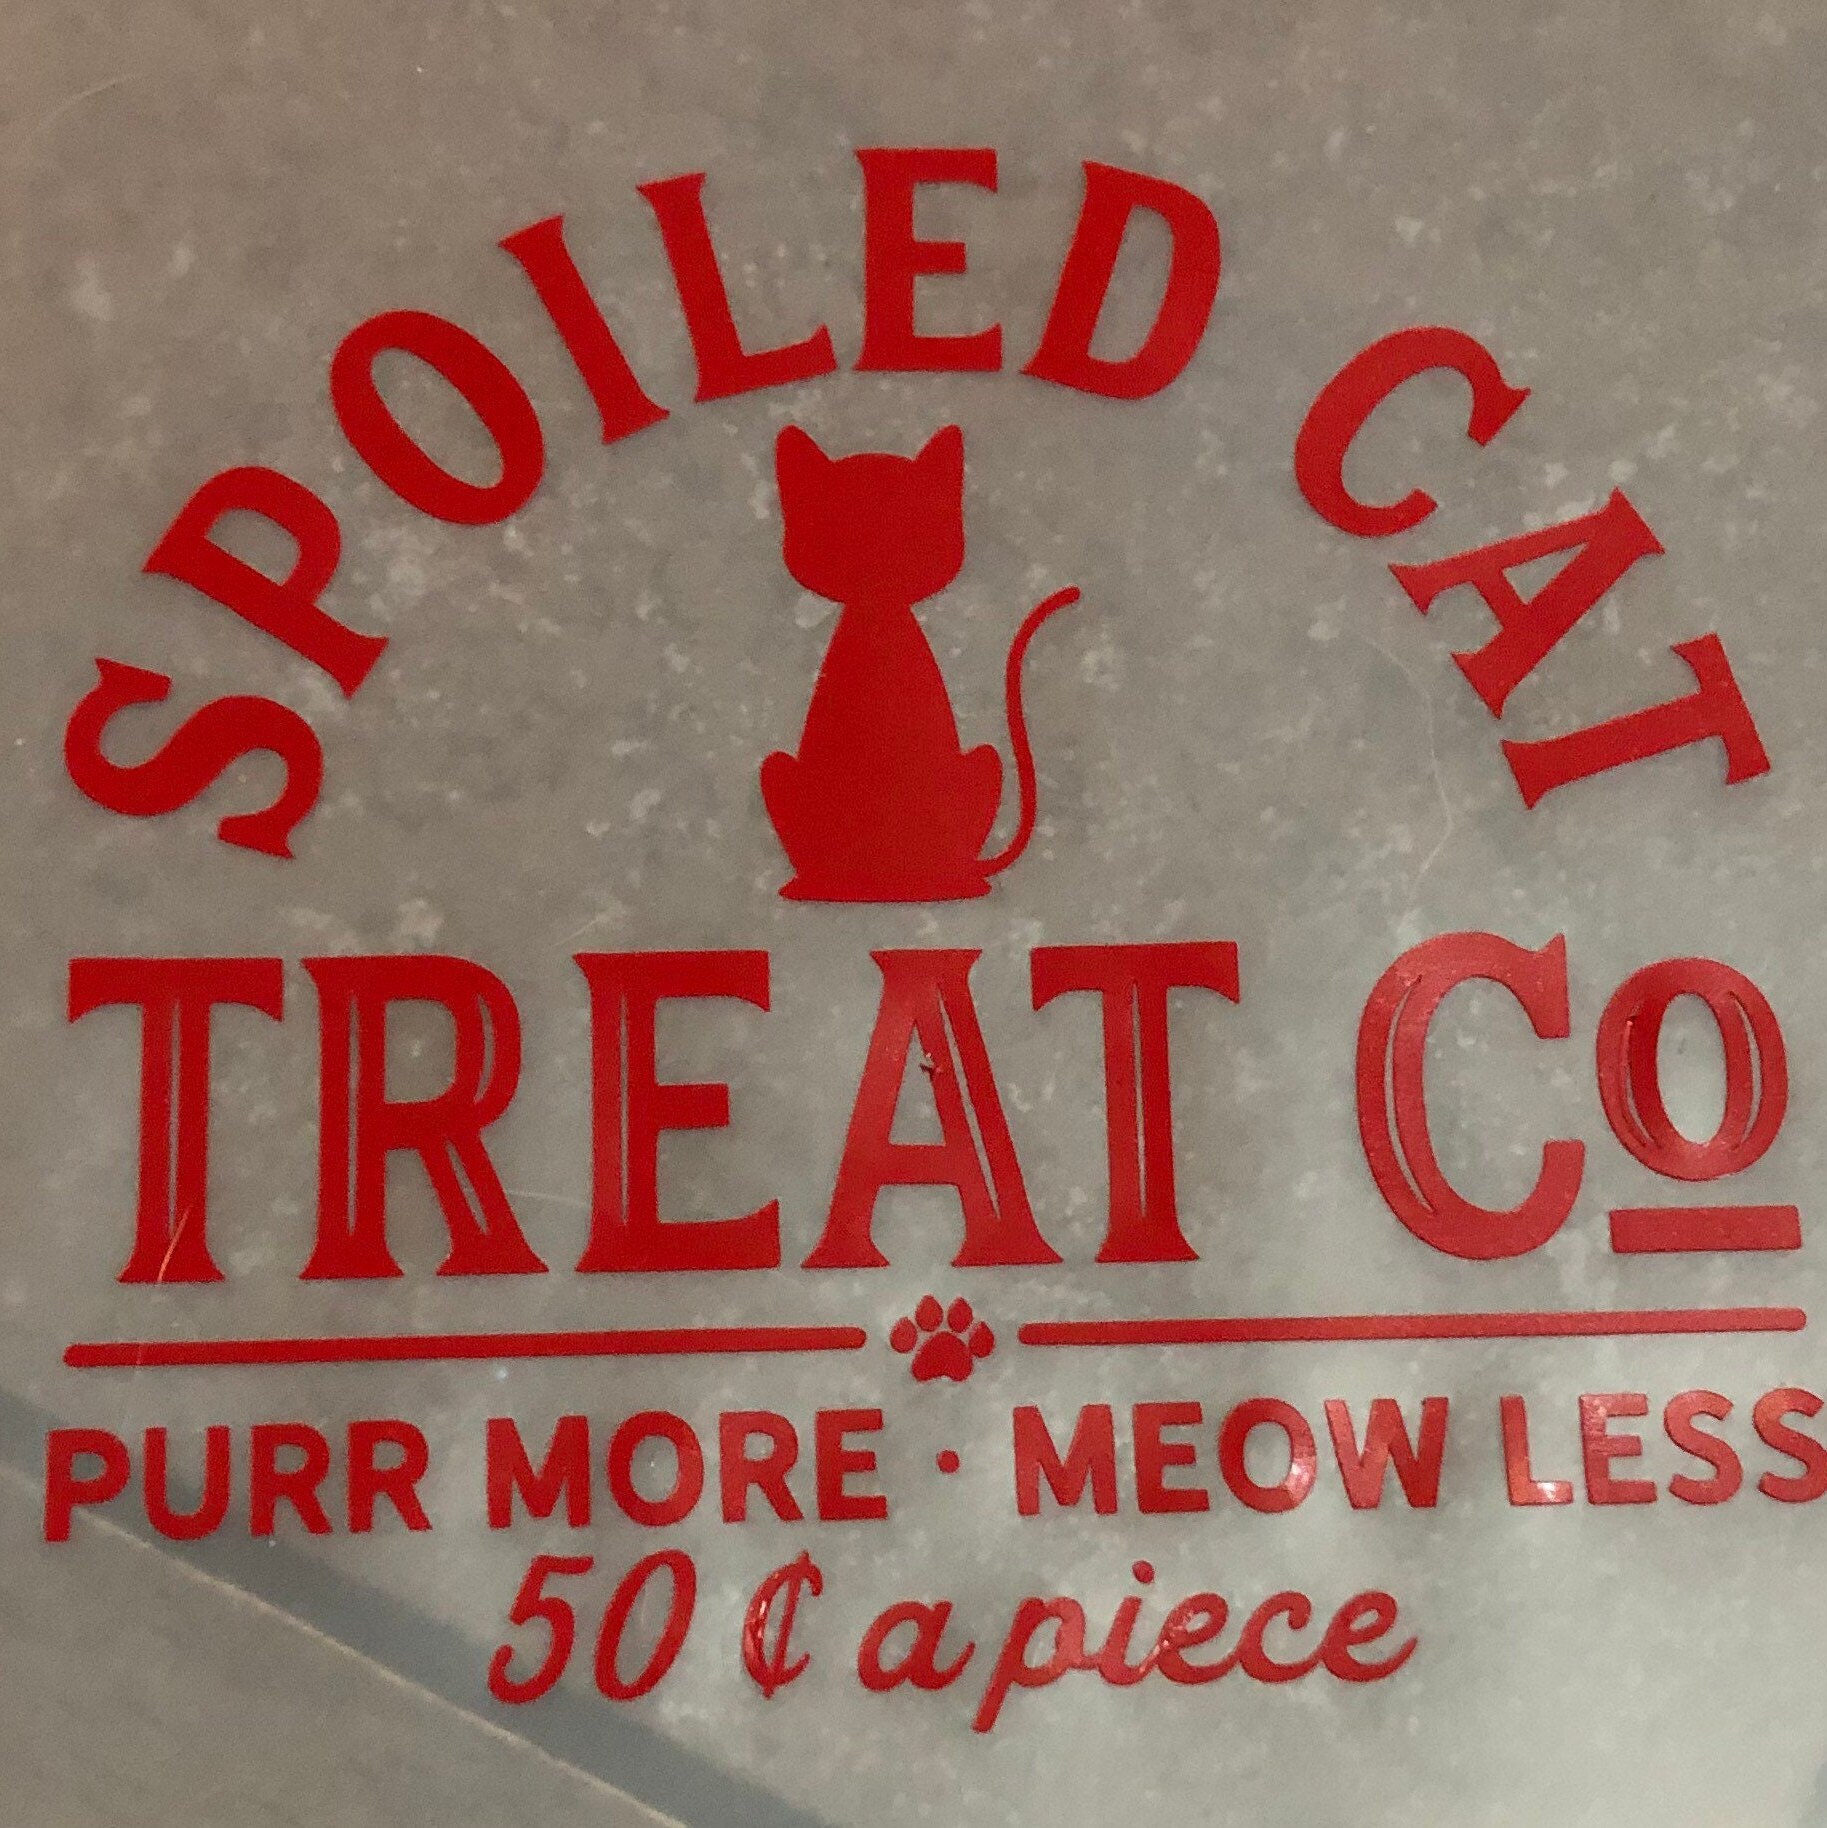 SPOILED CAT
TREAT Co
PURR MORE · MEOW LESS
50 ¢ a piece